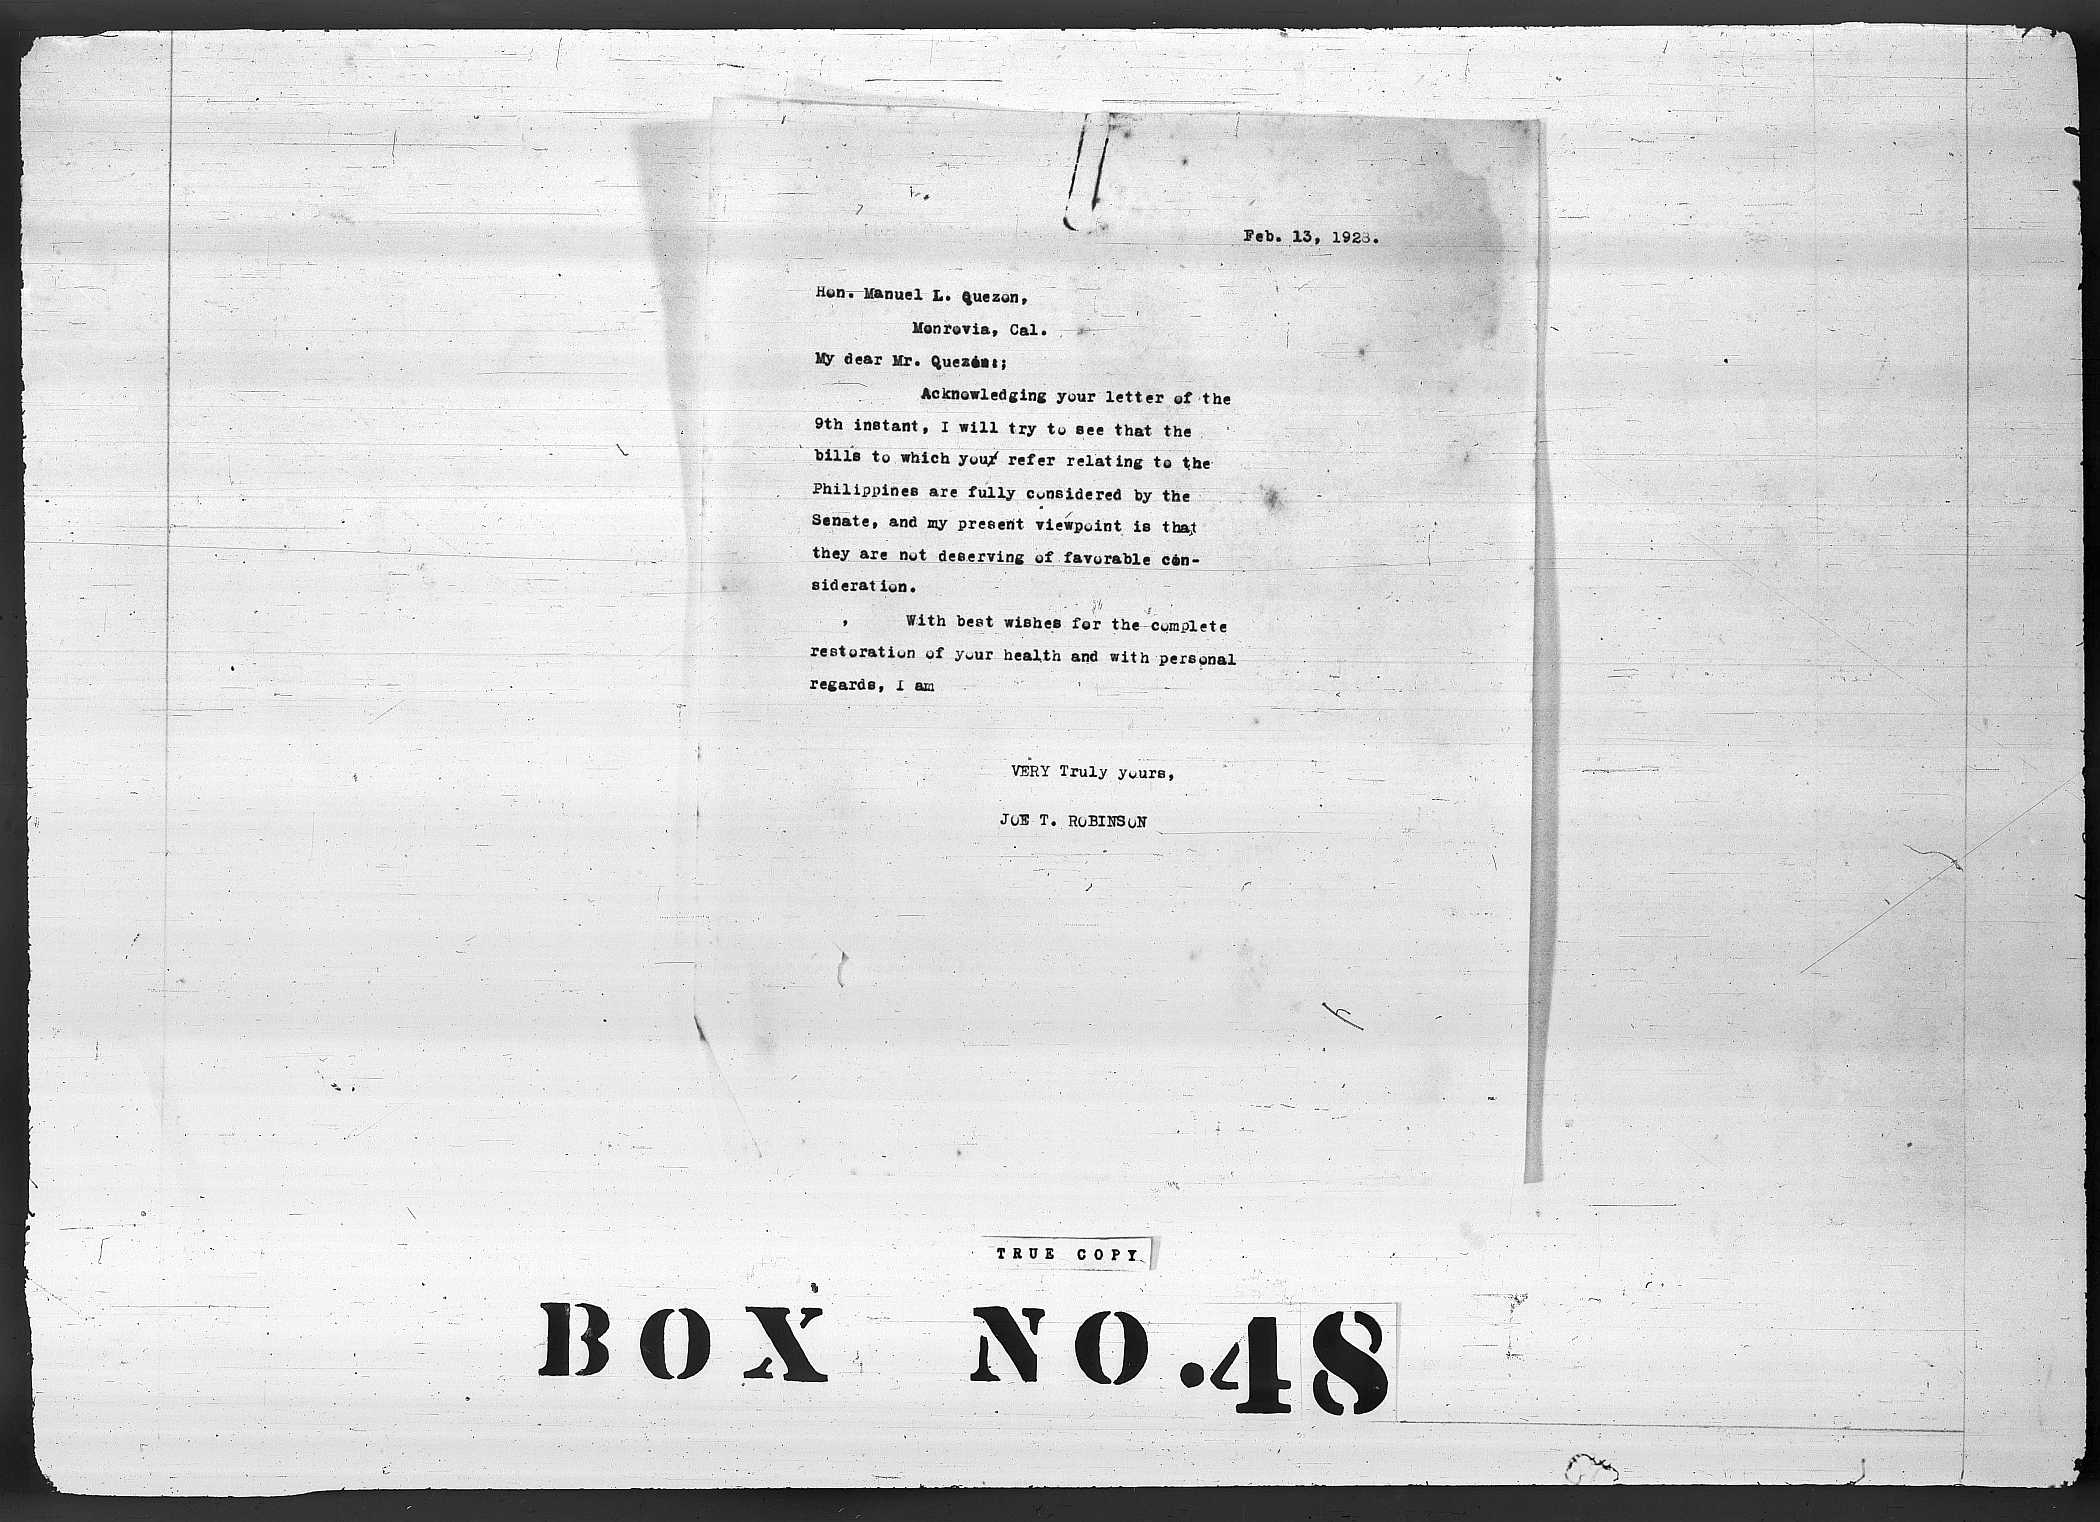 Feb. 13, 1928.
Hon. Manuel L. Quezon,
Monrovia, Cal.
My dear Mr. Quezon:;
Acknowledging your letter of the
9th instant, I will try to see that the
bills to which your refer relating to the
Philippines are fully considered by the
Senate, and my present viewpoint is that
they are not deserving of favorable con-
sideration.
With best wishes for the complete
restoration of your health and with personal
regards, I am
VERY Truly yours,
JOE T. ROBINSON
TRUE COPY
BOX NO.48